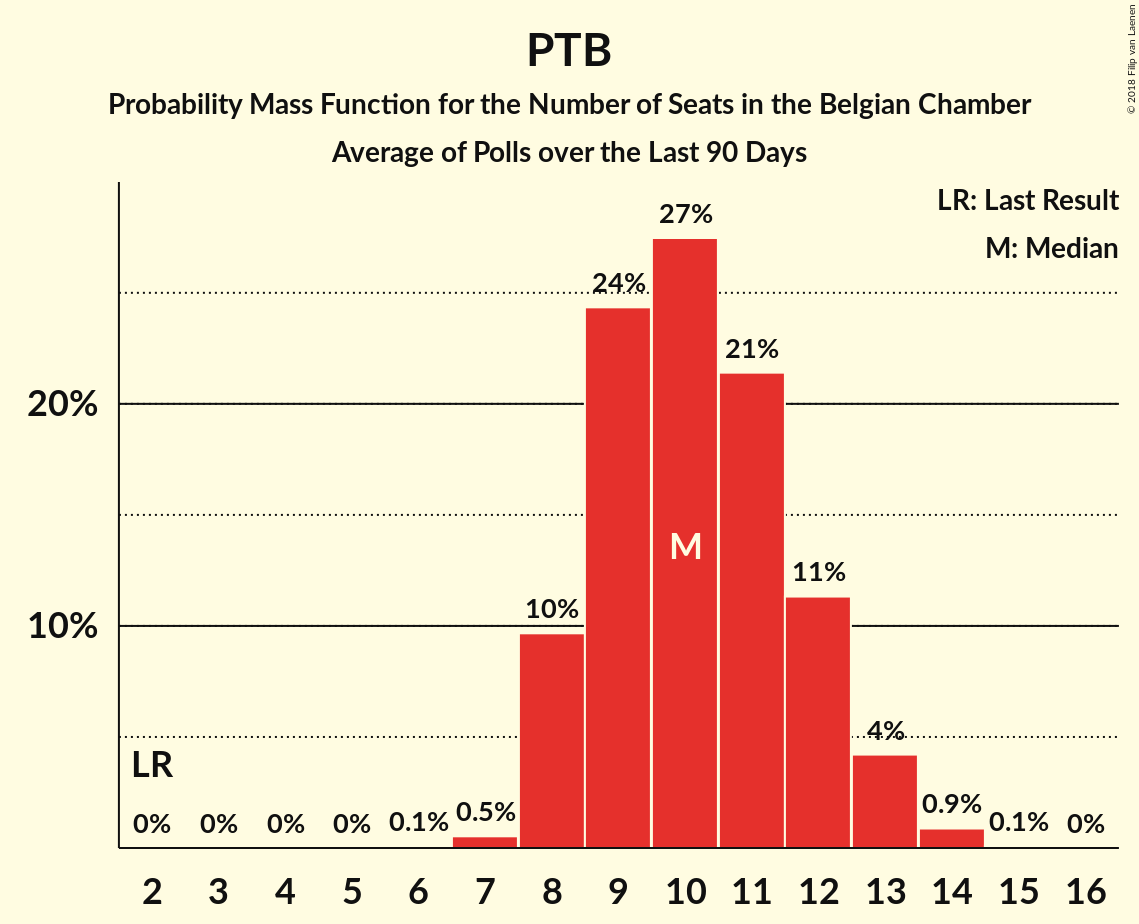 PTB
Probability Mass Function for the Number of Seats in the Belgian Chamber
Average of Polls over the Last 90 Days
© 2018 Filip van Laenen
LR: Last Result
M: Median
27%
24%
21%
20%
M
11%
10%
10%
4%
LR
0% 0% 0% 0% 0.1% 0.5% 0.9% 0.1% 0%
2 3 4 5 6 7 8 9 10 11 12 13 14 15 16